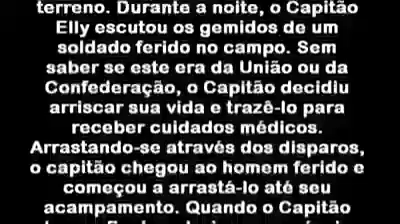 terreno. Durante a noite, o Capitão
Elly escutou os gemidos de um
soldado ferido no campo. Sem
saber se este era da União ou da
Confederação, o Capitão decidiu
arriscar sua vida e trazê-lo para
receber cuidados médicos.
Arrastando-se através dos disparos,
o capitão chegou ao homem ferido e
começou a arrastá-lo até seu
acampamento. Quando o Capitão